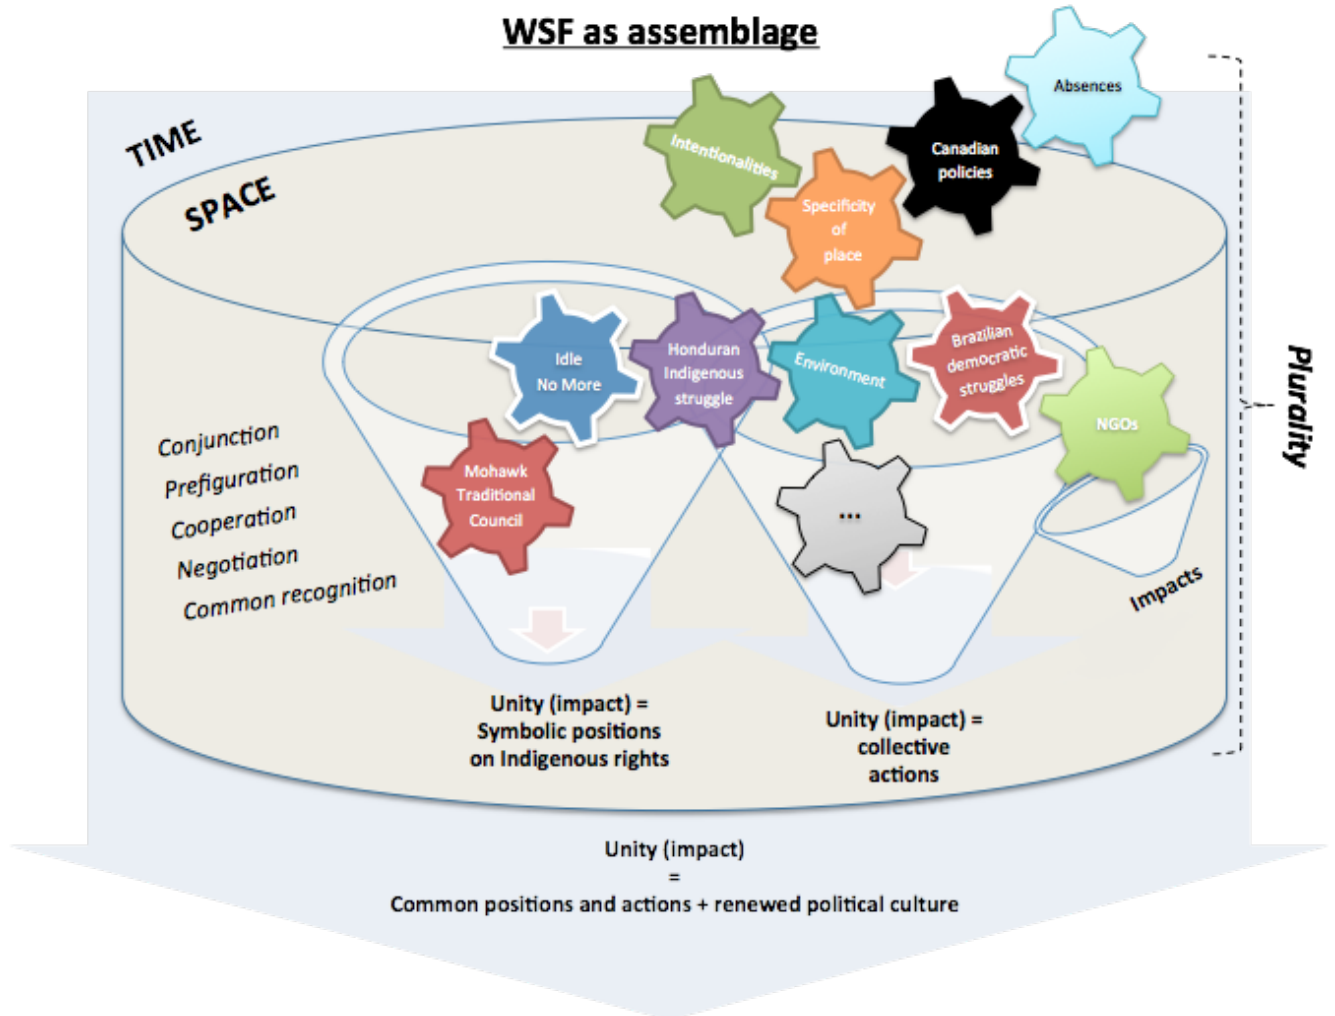 WSF as assemblage
TIME
SPACE
Absences
Intentionalities
Canadian
policies
Specificity
of
place
Idle
No More
Honduran
Indigenous
struggle
Environment
Brazilian
democratic
struggles
NGOs
Plurality
Mohawk
Traditional
Council
...
Conjunction
Prefiguration
Cooperation
Negotiation
Common recognition
Impacts
Unity (impact) =
Symbolic positions
on Indigenous rights
Unity (impact) =
collective
actions
Unity (impact)
=
Common positions and actions + renewed political culture